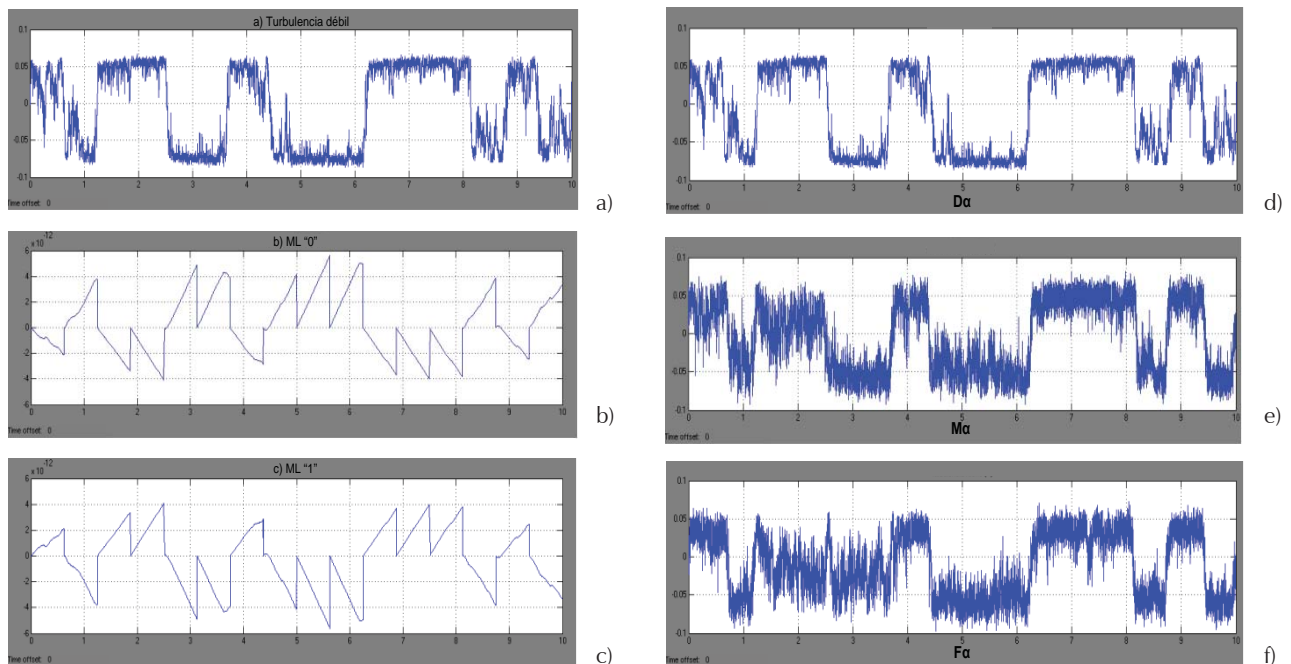 a) Turbulencia débil
0.1
0.05
0
-0.05
-0.1
0 1 2 3 4 5 6 7 8 9 10
Time offset: 0
a)
b) ML "0"
x 10^-12
6
4
2
0
-2
-4
-6
0 1 2 3 4 5 6 7 8 9 10
Time offset: 0
b)
c) ML "1"
x 10^-12
6
4
2
0
-2
-4
-6
0 1 2 3 4 5 6 7 8 9 10
Time offset: 0
c)
0.1
0.05
0
-0.05
-0.1
0 1 2 3 4 5 6 7 8 9 10
Time offset: 0
Dα
d)
0.1
0.05
0
-0.05
-0.1
0 1 2 3 4 5 6 7 8 9 10
Time offset: 0
Mα
e)
0.1
0.05
0
-0.05
-0.1
0 1 2 3 4 5 6 7 8 9 10
Time offset: 0
Fα
f)